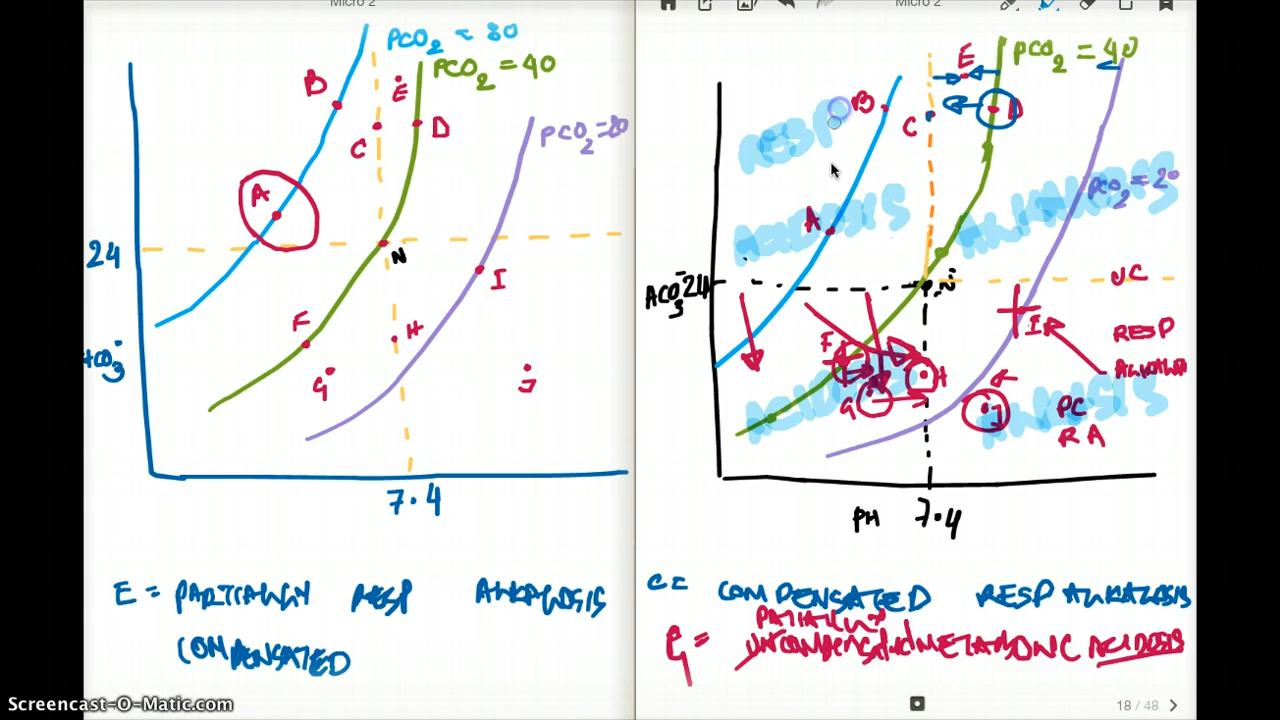 Micro 2
Micro 2
PCO2 = 80
PCO2 = 40
B
E
D
C
PCO2=20
A
24
N
I
F
H
G
J
HCO3-
7.4
E = PARTIALLY RESP ALKALOSIS
COMPENSATED
PCO2 = 40
E
B
D
C
RESP
PCO2 = 20
A
ACIDOSIS
ALKALOSIS
HCO3- 24
N
UC
F
I
RESP
H
G
J
PC
RA
ACIDOSIS
ALKALOSIS
PH 7.4
C = COMPENSATED RESP ALKALOSIS
PARTIALLY
G = UNCOMPENSATED METABOLIC ACIDOSIS
Screencast-O-Matic.com
18 / 48